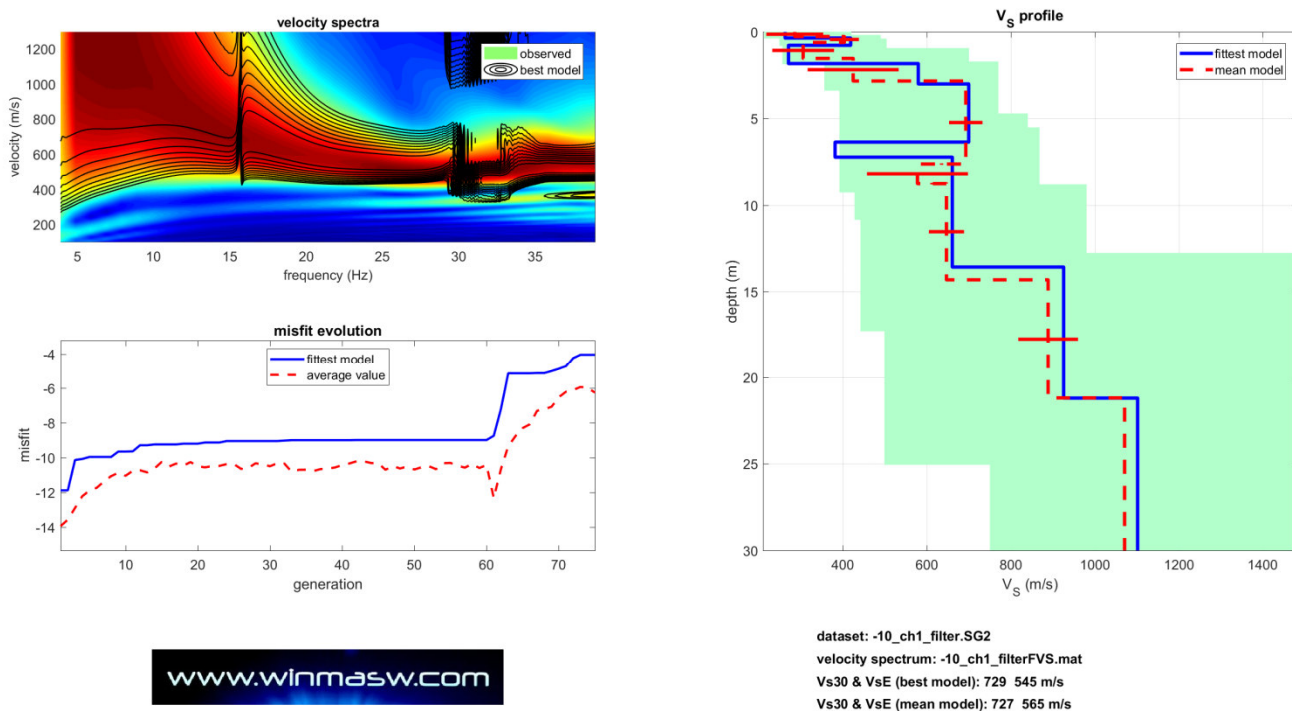 velocity spectra
observed
best model
1200
1000
800
600
400
200
velocity (m/s)
5 10 15 20 25 30 35
frequency (Hz)
misfit evolution
fittest model
average value
-4
-6
-8
-10
-12
-14
misfit
10 20 30 40 50 60 70
generation
www.winmasw.com
V_S profile
fittest model
mean model
0
5
10
15
20
25
30
depth (m)
400 600 800 1000 1200 1400
V_S (m/s)
dataset: -10_ch1_filter.SG2
velocity spectrum: -10_ch1_filterFVS.mat
Vs30 & VsE (best model): 729 545 m/s
Vs30 & VsE (mean model): 727 565 m/s